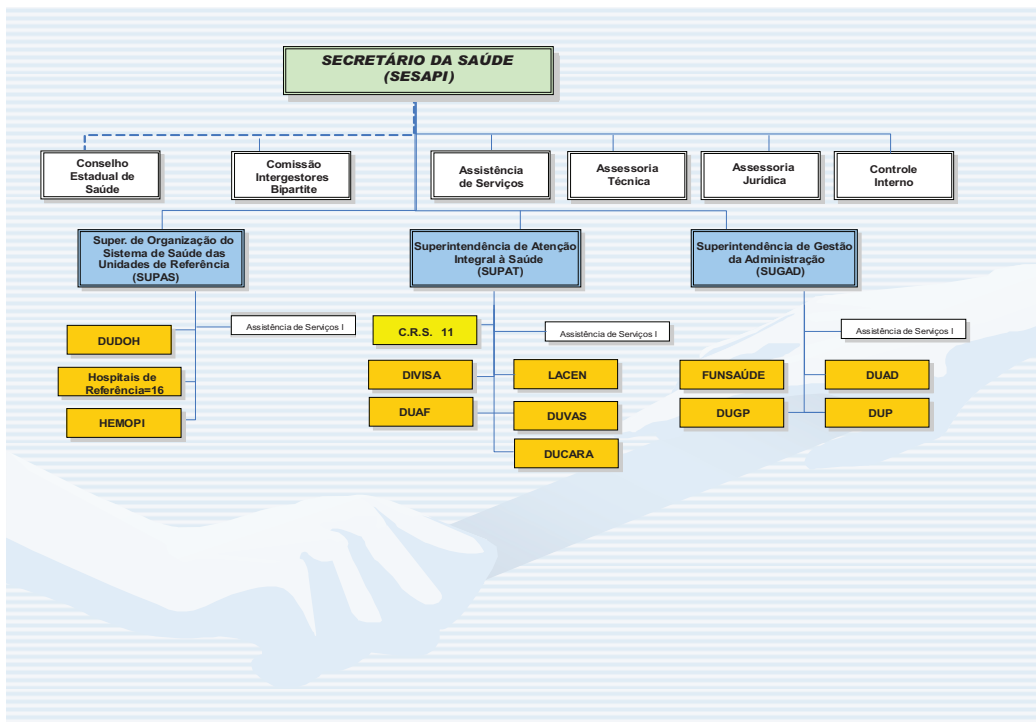 SECRETÁRIO DA SAÚDE
(SESAPI)
Conselho
Estadual de
Saúde
Comissão
Intergestores
Bipartite
Assistência
de Serviços
Assessoria
Técnica
Assessoria
Jurídica
Controle
Interno
Super. de Organização do
Sistema de Saúde das
Unidades de Referência
(SUPAS)
Superintendência de Atenção
Integral à Saúde
(SUPAT)
Superintendência de Gestão
da Administração
(SUGAD)
Assistência de Serviços I
DUDOH
Hospitais de
Referência=16
HEMOPI
C.R.S. 11
Assistência de Serviços I
DIVISA
LACEN
DUAF
DUVAS
DUCARA
Assistência de Serviços I
FUNSAÚDE
DUAD
DUGP
DUP